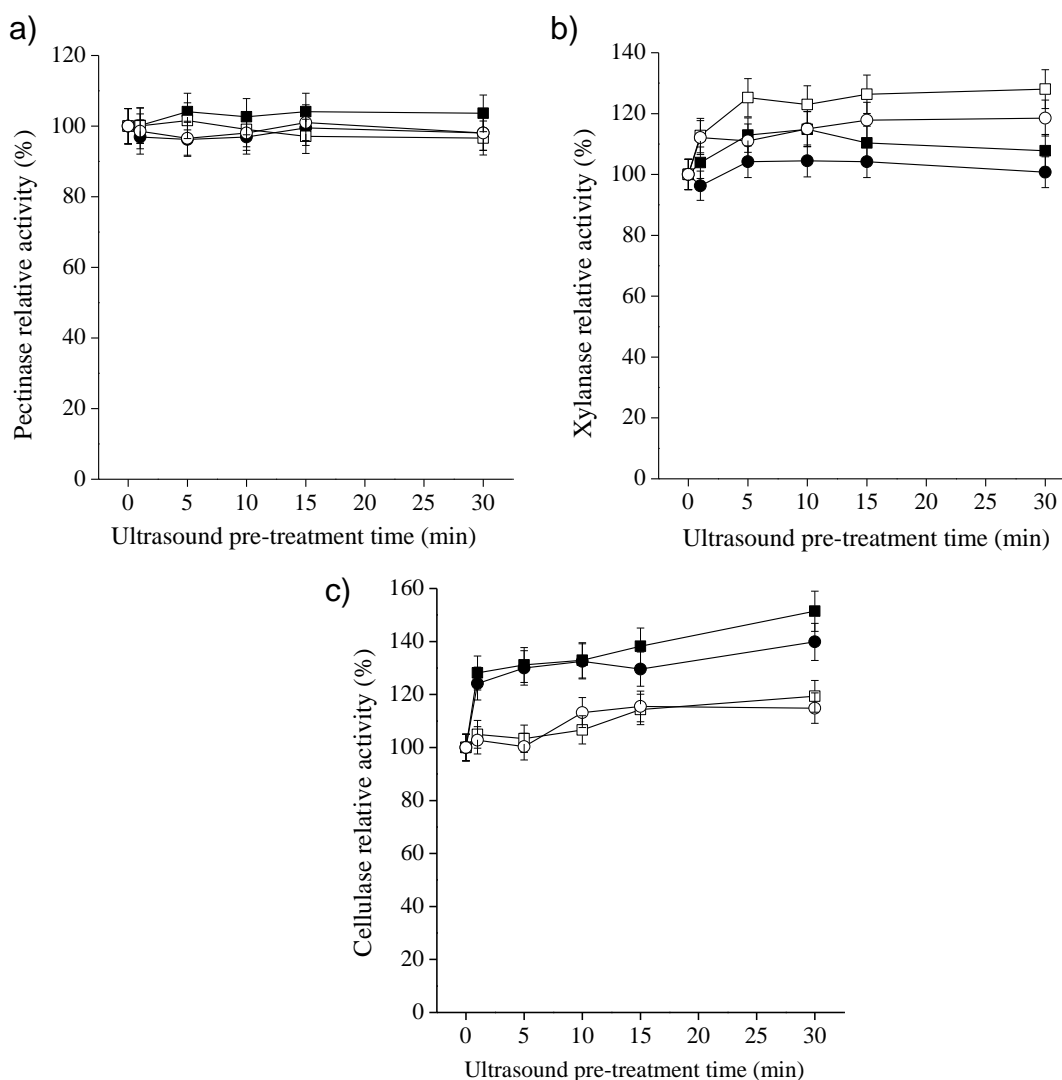 a)
120
100
80
60
40
20
0
Pectinase relative activity (%)
0 5 10 15 20 25 30
Ultrasound pre-treatment time (min)
b)
140
120
100
80
60
40
20
0
Xylanase relative activity (%)
0 5 10 15 20 25 30
Ultrasound pre-treatment time (min)
c)
160
140
120
100
80
60
40
20
0
Cellulase relative activity (%)
0 5 10 15 20 25 30
Ultrasound pre-treatment time (min)